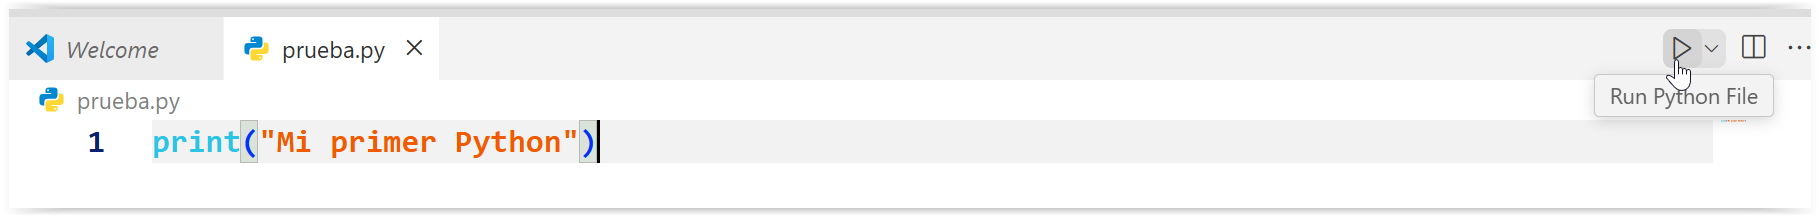 Welcome
prueba.py
prueba.py
Run Python File
1 print("Mi primer Python")